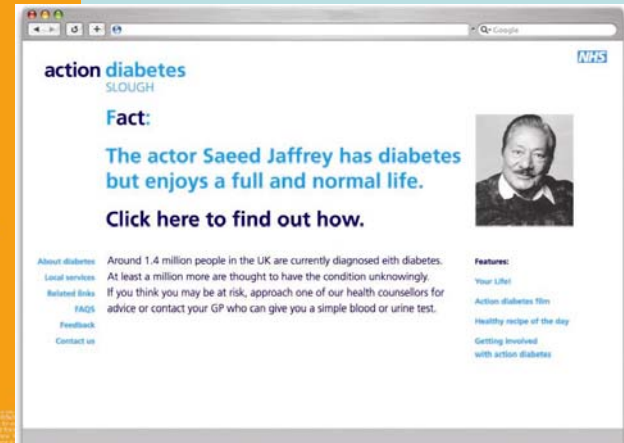 Google
NHS
action diabetes
SLOUGH
Fact:
The actor Saeed Jaffrey has diabetes
but enjoys a full and normal life.
Click here to find out how.
About diabetes
Local services
Related links
FAQS
Feedback
Contact us
Around 1.4 million people in the UK are currently diagnosed eith diabetes.
At least a million more are thought to have the condition unknowingly.
If you think you may be at risk, approach one of our health counsellors for
advice or contact your GP who can give you a simple blood or urine test.
Features:
Your Life!
Action diabetes film
Healthy recipe of the day
Getting Involved
with action diabetes